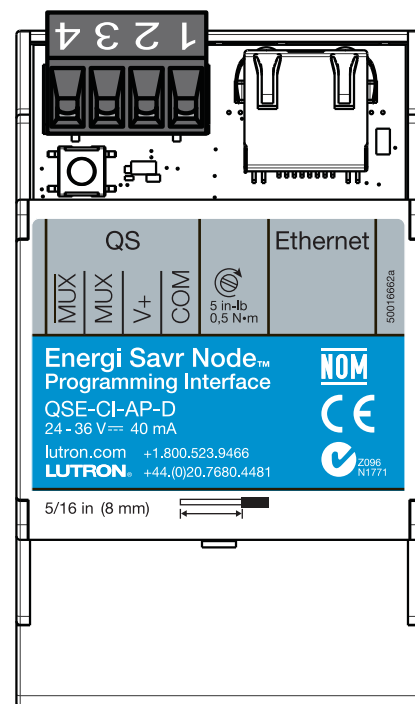 4 3 2 1
QS
Ethernet
MUX
MUX
V+
COM
5 in-lb
0,5 N•m
50016662a
Energi Savr Node™
Programming Interface
QSE-CI-AP-D
24 - 36 V⎓ 40 mA
lutron.com +1.800.523.9466
LUTRON® +44.(0)20.7680.4481
NOM
CE
Z096
N1771
5/16 in (8 mm)